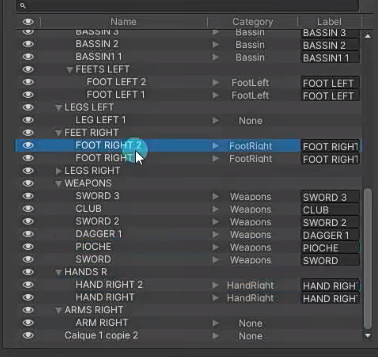 Name Category Label
BASSIN 3 Bassin BASSIN 3
BASSIN 2 Bassin BASSIN 2
BASSIN1 1 Bassin BASSIN1 1
FEETS LEFT
FOOT LEFT 2 FootLeft FOOT LEFT
FOOT LEFT 1 FootLeft FOOT LEFT
LEGS LEFT
LEG LEFT 1 None
FEET RIGHT
FOOT RIGHT 2 FootRight FOOT RIGHT
FOOT RIGHT FootRight FOOT RIGHT
LEGS RIGHT
WEAPONS
SWORD 3 Weapons SWORD 3
CLUB Weapons CLUB
SWORD 2 Weapons SWORD 2
DAGGER 1 Weapons DAGGER 1
PIOCHE Weapons PIOCHE
SWORD Weapons SWORD
HANDS R
HAND RIGHT 2 HandRight HAND RIGH
HAND RIGHT HandRight HAND RIGH
ARMS RIGHT
ARM RIGHT None
Calque 1 copie 2 None